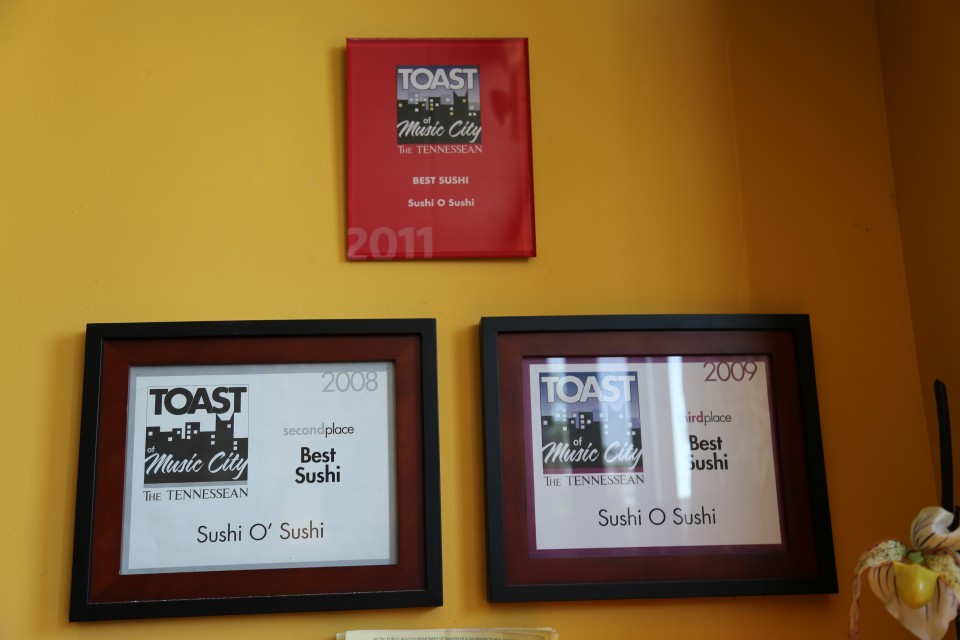 TOAST
of
Music City
THE TENNESSEAN
BEST SUSHI
Sushi O Sushi
2011
2008
TOAST
of
Music City
THE TENNESSEAN
secondplace
Best
Sushi
Sushi O' Sushi
2009
TOAST
of
Music City
THE TENNESSEAN
thirdplace
Best
Sushi
Sushi O Sushi